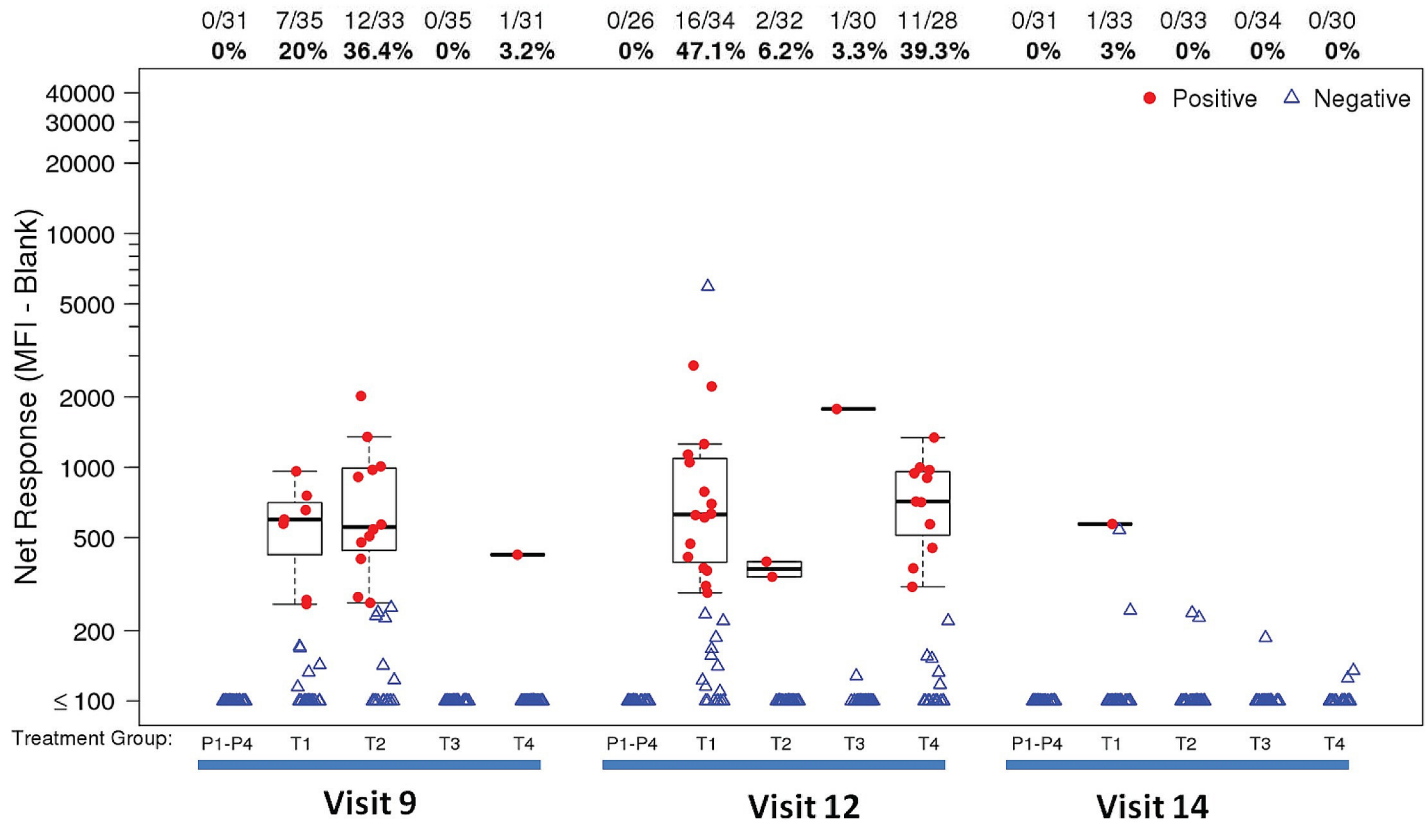 0/31 7/35 12/33 0/35 1/31 0/26 16/34 2/32 1/30 11/28 0/31 1/33 0/33 0/34 0/30
0% 20% 36.4% 0% 3.2% 0% 47.1% 6.2% 3.3% 39.3% 0% 3% 0% 0% 0%
Positive Negative
Net Response (MFI - Blank)
40000
30000
20000
10000
5000
2000
1000
500
200
≤ 100
Treatment Group: P1-P4 T1 T2 T3 T4 P1-P4 T1 T2 T3 T4 P1-P4 T1 T2 T3 T4
Visit 9 Visit 12 Visit 14